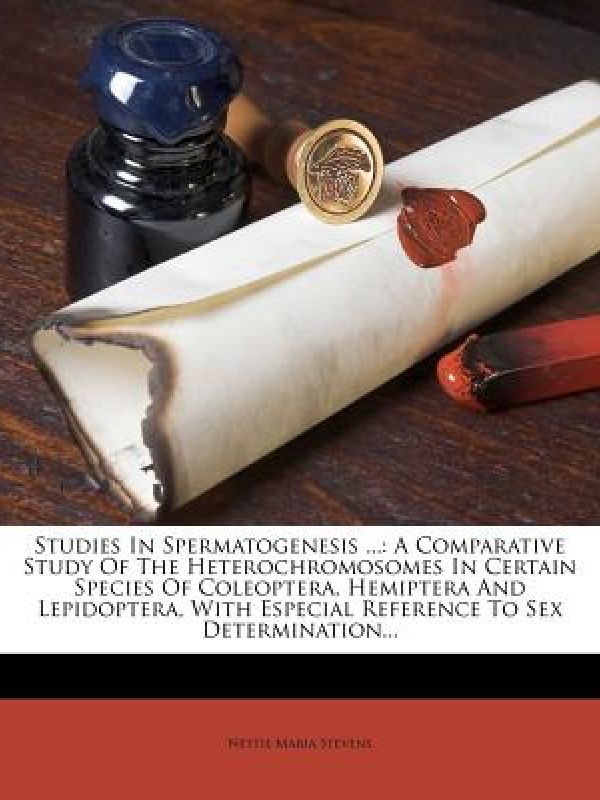 Studies In Spermatogenesis ...: A Comparative
Study Of The Heterochromosomes In Certain
Species Of Coleoptera, Hemiptera And
Lepidoptera, With Especial Reference To Sex
Determination...
Nettie Maria Stevens